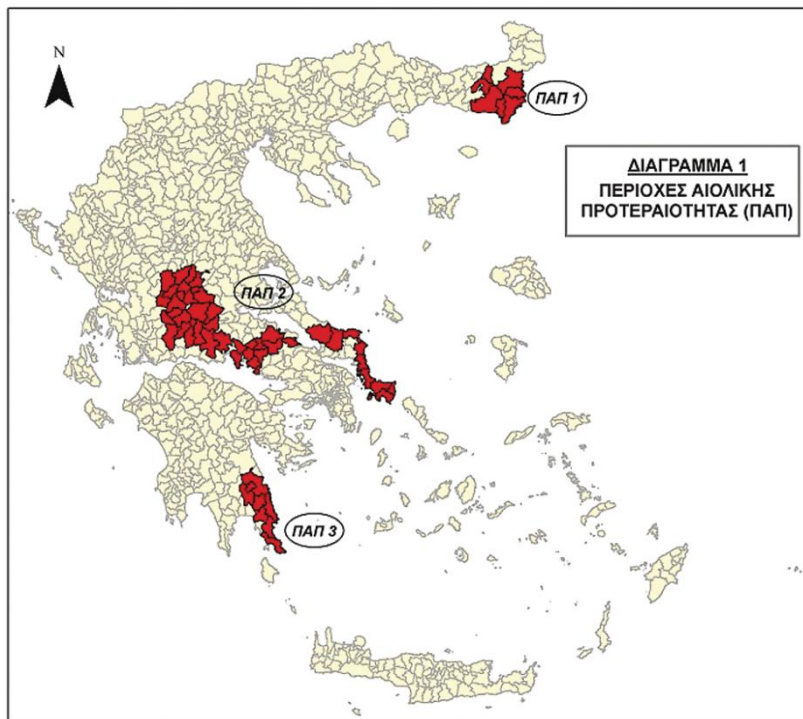 N
ΠΑΠ 1
ΔΙΑΓΡΑΜΜΑ 1
ΠΕΡΙΟΧΕΣ ΑΙΟΛΙΚΗΣ
ΠΡΟΤΕΡΑΙΟΤΗΤΑΣ (ΠΑΠ)
ΠΑΠ 2
ΠΑΠ 3